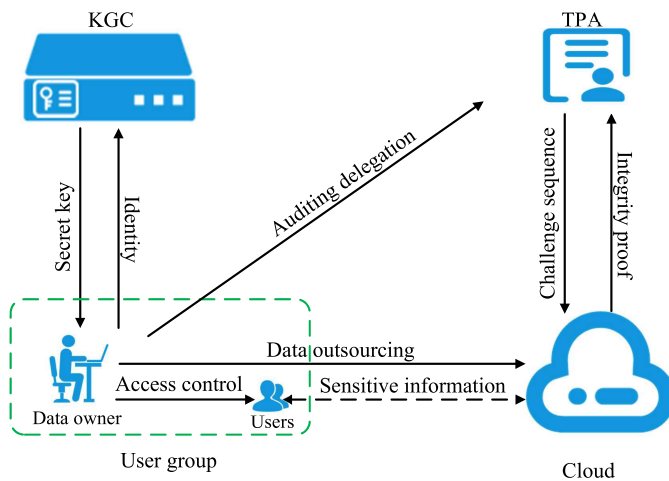 KGC
TPA
Secret key
Identity
Auditing delegation
Challenge sequence
Integrity proof
Data outsourcing
Access control
Sensitive information
Data owner
Users
User group
Cloud